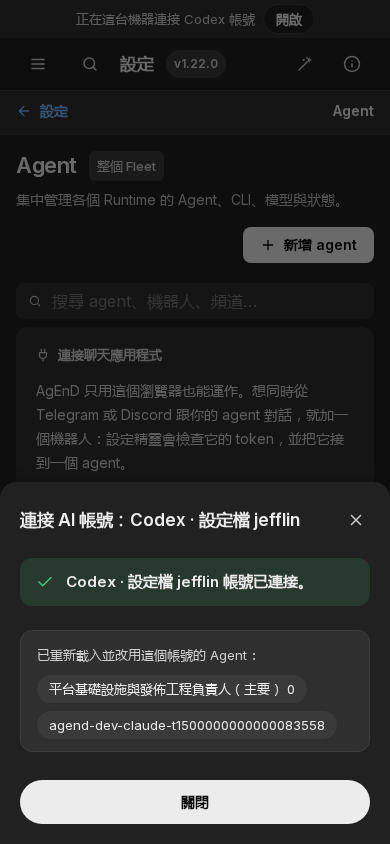 正在這台機器連接 Codex 帳號 開啟
設定 v1.22.0
設定 Agent
Agent 整個 Fleet
集中管理各個 Runtime 的 Agent、CLI、模型與狀態。
新增 agent
搜尋 agent、機器人、頻道…
連接聊天應用程式
AgEnD 只用這個瀏覽器也能運作。想同時從
Telegram 或 Discord 跟你的 agent 對話，就加一
個機器人：設定精靈會檢查它的 token，並把它接
到一個 agent。
連接 AI 帳號：Codex · 設定檔 jefflin
Codex · 設定檔 jefflin 帳號已連接。
已重新載入並改用這個帳號的 Agent：
平台基礎設施與發佈工程負責人（主要） 0
agend-dev-claude-t1500000000000083558
關閉